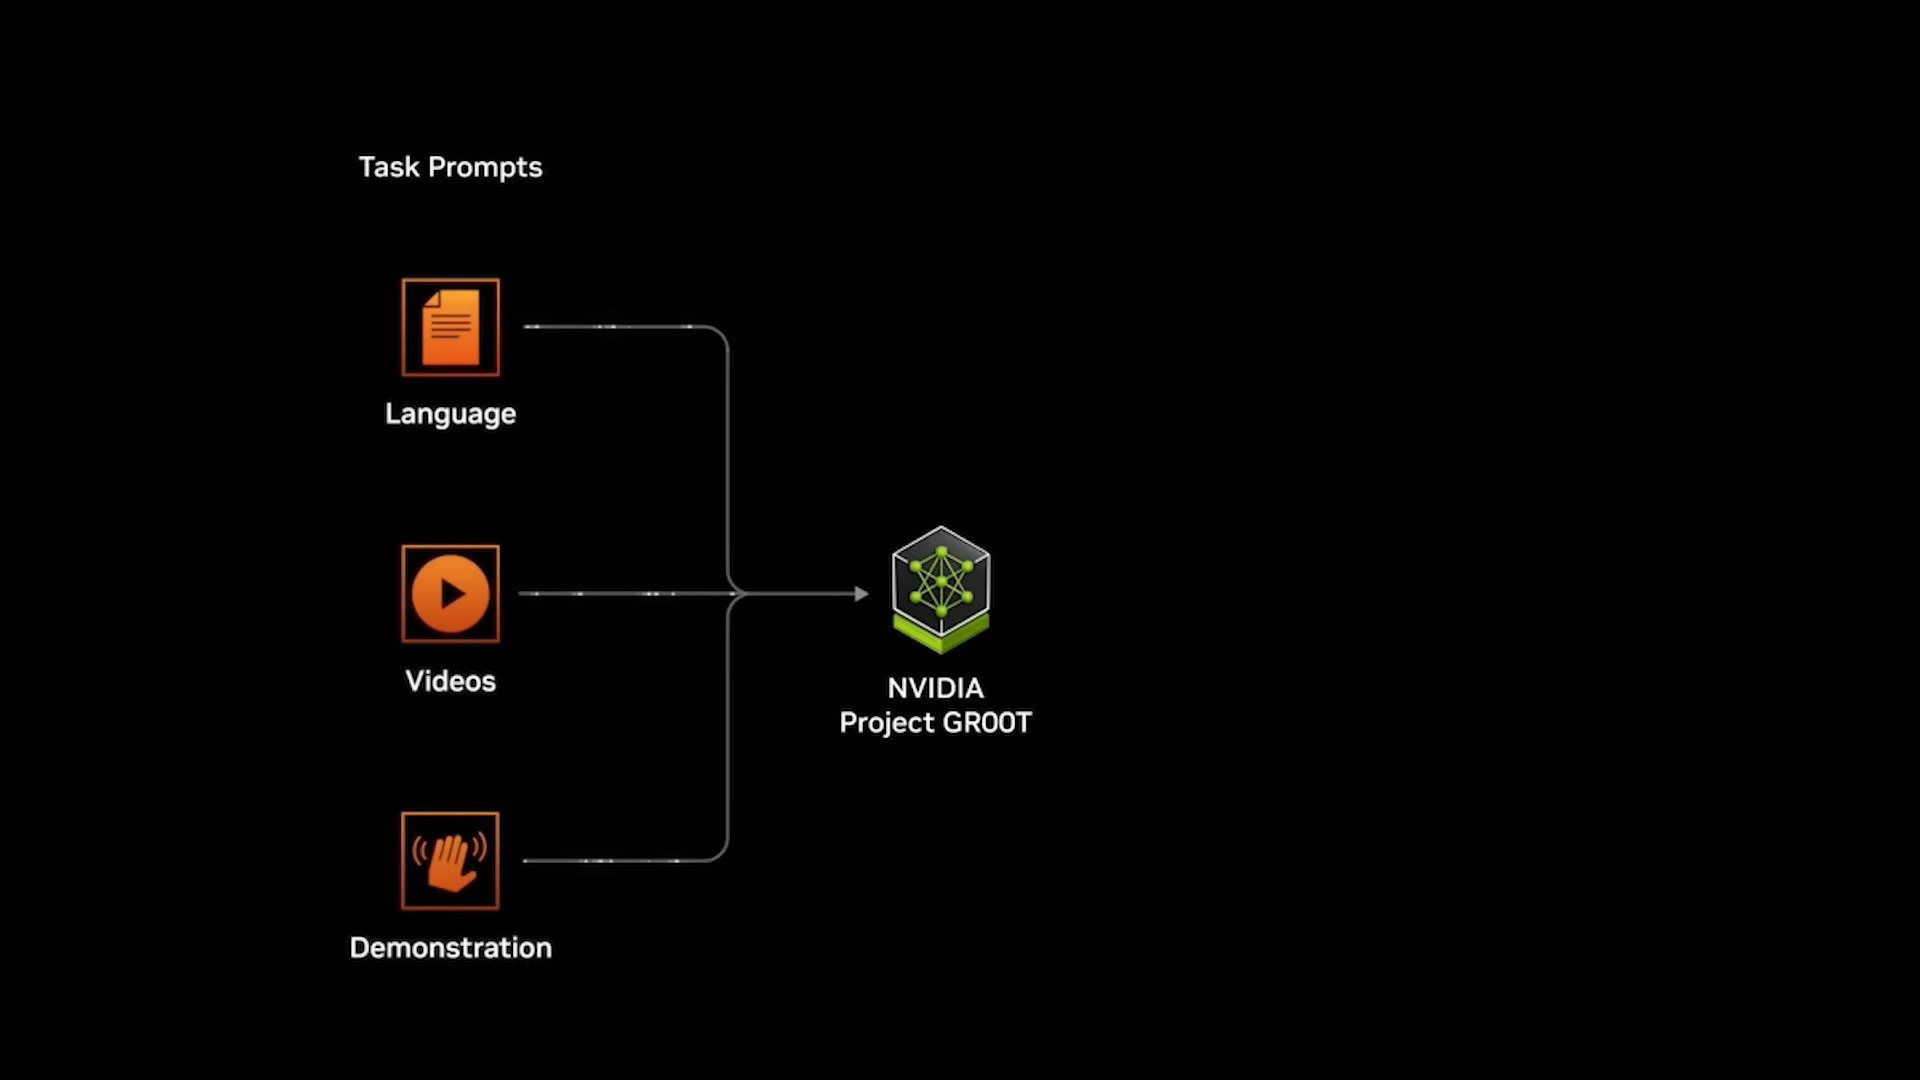 Task Prompts
Language
Videos
Demonstration
NVIDIA
Project GR00T